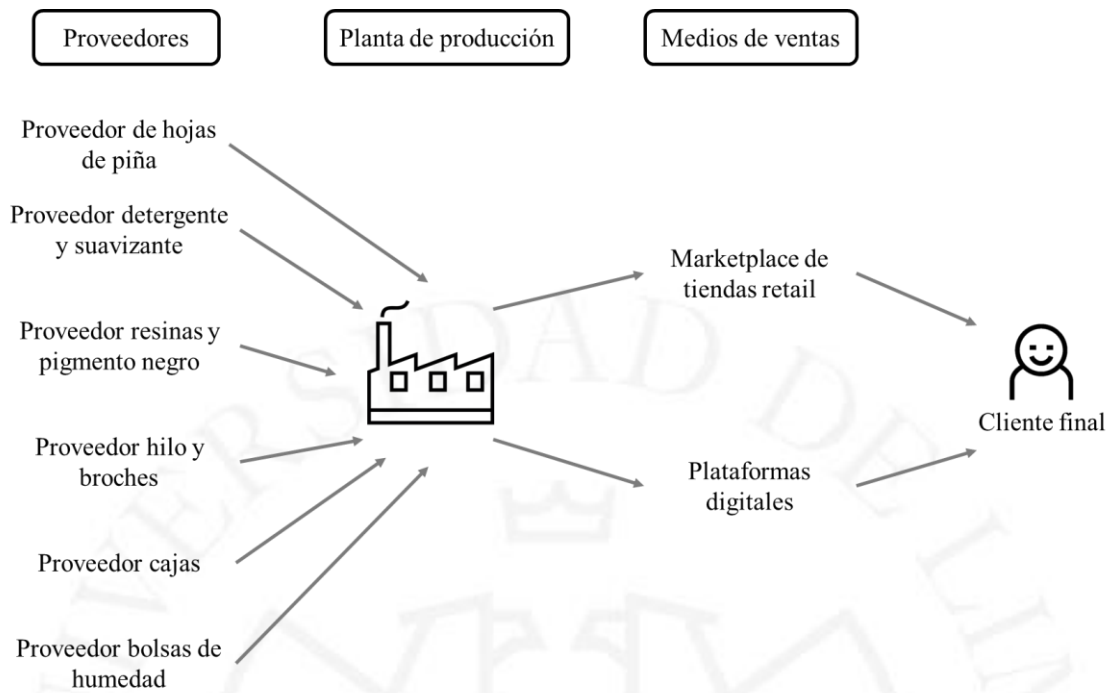 Proveedores
Planta de producción
Medios de ventas
Proveedor de hojas
de piña
Proveedor detergente
y suavizante
Proveedor resinas y
pigmento negro
Proveedor hilo y
broches
Proveedor cajas
Proveedor bolsas de
humedad
Marketplace de
tiendas retail
Plataformas
digitales
Cliente final